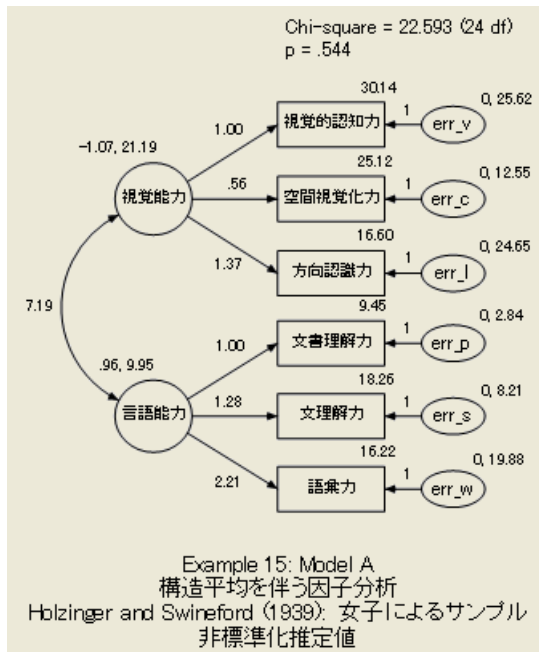 Chi-square = 22.593 (24 df)
p = .544
30.14
0, 25.62
視覚的認知力
1
err_v
1.00
-1.07, 21.19
視覚能力
25.12
0, 12.55
.56
空間視覚化力
1
err_c
16.60
0, 24.65
1.37
方向認識力
1
err_l
7.19
9.45
0, 2.84
1.00
文書理解力
1
err_p
.96, 9.95
言語能力
18.26
0, 8.21
1.28
文理解力
1
err_s
16.22
0, 19.88
2.21
語彙力
1
err_w
Example 15: Model A
構造平均を伴う因子分析
Holzinger and Swineford (1939): 女子によるサンプル
非標準化推定値